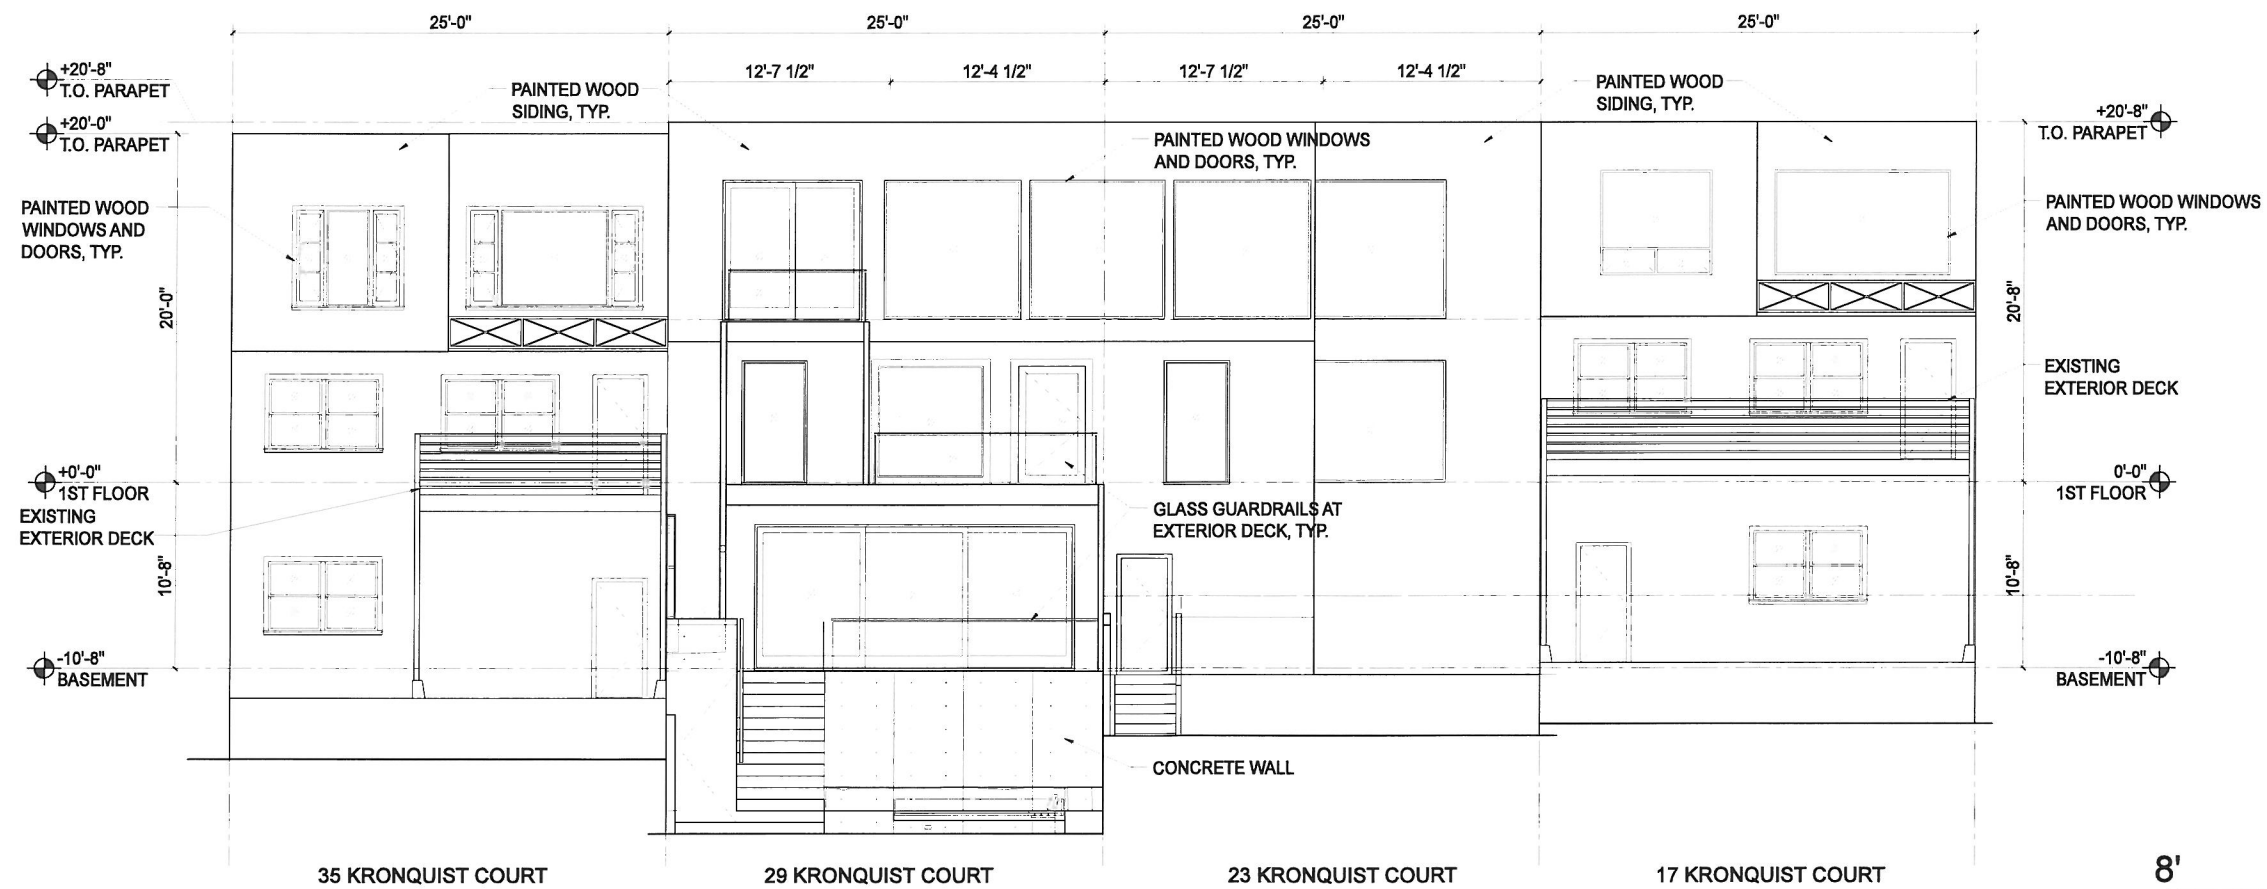 25'-0"
25'-0"
25'-0"
25'-0"
12'-7 1/2"
12'-4 1/2"
12'-7 1/2"
12'-4 1/2"
+20'-8"
T.O. PARAPET
+20'-0"
T.O. PARAPET
PAINTED WOOD
SIDING, TYP.
PAINTED WOOD WINDOWS
AND DOORS, TYP.
PAINTED WOOD
SIDING, TYP.
+20'-8"
T.O. PARAPET
PAINTED WOOD
WINDOWS AND
DOORS, TYP.
PAINTED WOOD WINDOWS
AND DOORS, TYP.
20'-0"
20'-8"
EXISTING
EXTERIOR DECK
+0'-0"
1ST FLOOR
EXISTING
EXTERIOR DECK
GLASS GUARDRAILS AT
EXTERIOR DECK, TYP.
0'-0"
1ST FLOOR
10'-8"
10'-8"
-10'-8"
BASEMENT
-10'-8"
BASEMENT
CONCRETE WALL
35 KRONQUIST COURT
29 KRONQUIST COURT
23 KRONQUIST COURT
17 KRONQUIST COURT
8'